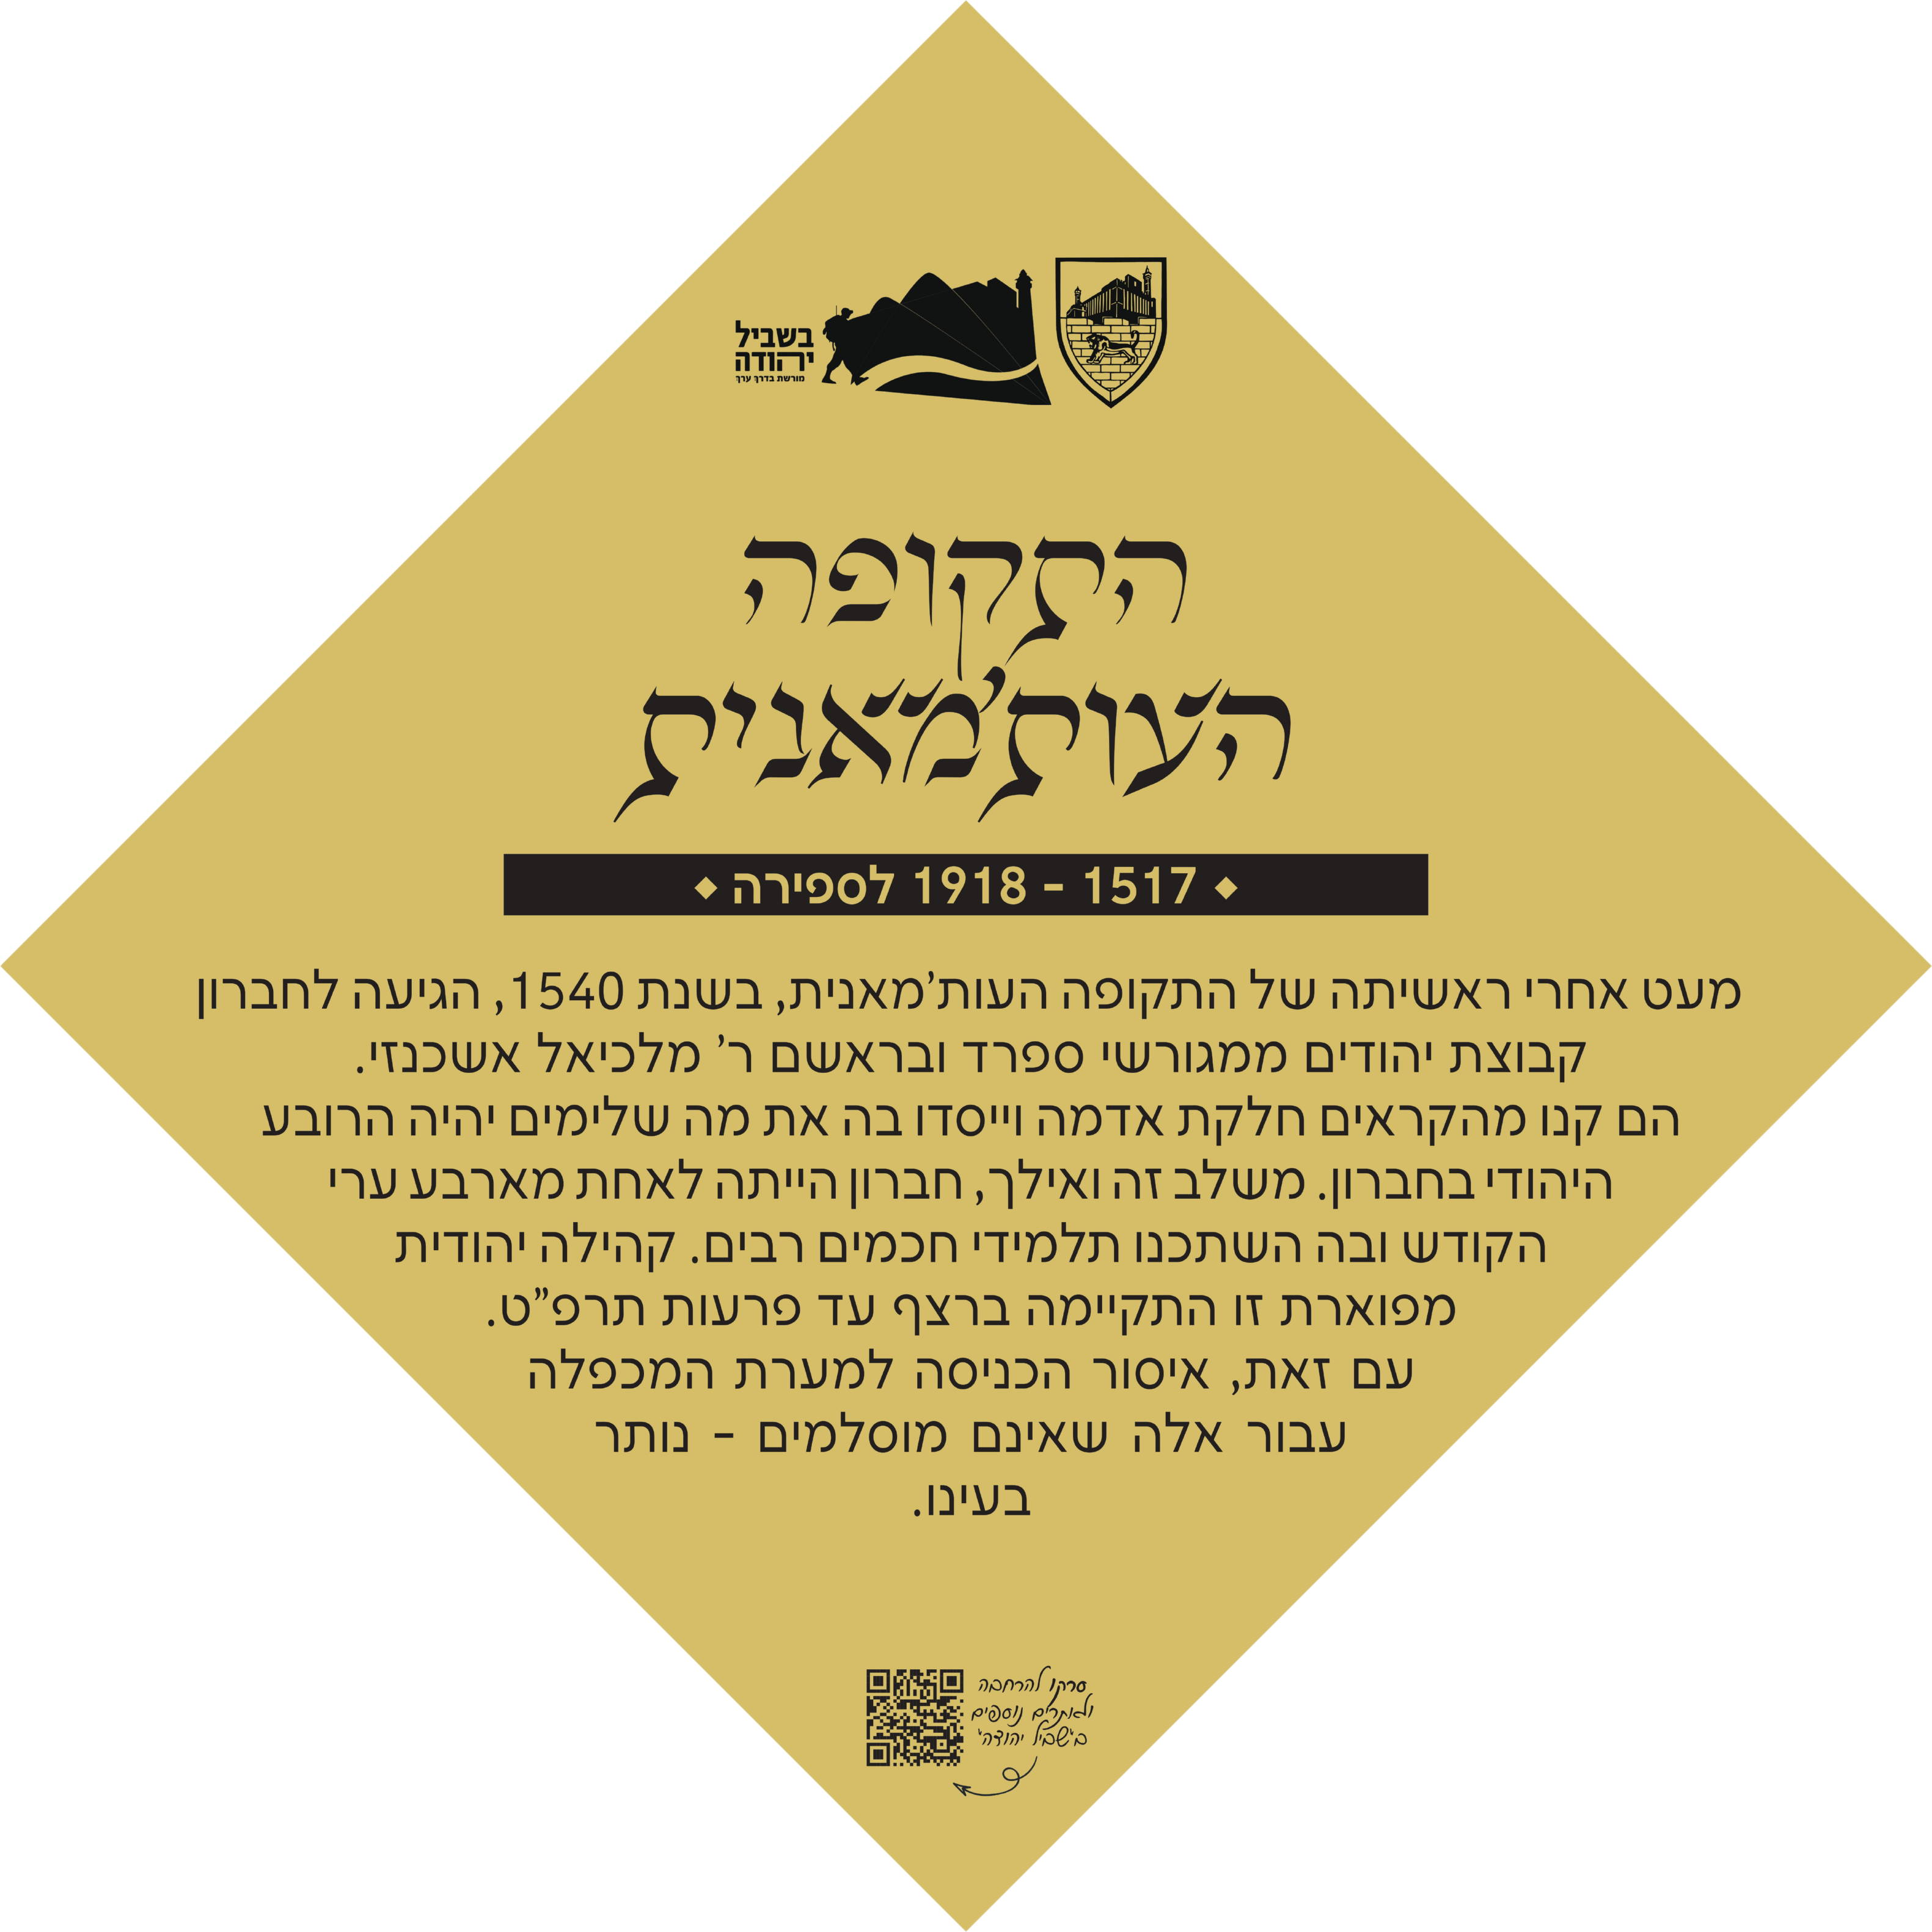 בשביל
יהודה
מורשת בדרך ערך
התקופה
העות'מאנית
1517 - 1918 לספירה
מעט אחרי ראשיתה של התקופה העות'מאנית, בשנת 1540, הגיעה לחברון
קבוצת יהודים ממגורשי ספרד ובראשם ר' מלכיאל אשכנזי.
הם קנו מהקראים חלקת אדמה וייסדו בה את מה שלימים יהיה הרובע
היהודי בחברון. משלב זה ואילך, חברון הייתה לאחת מארבע ערי
הקודש ובה השתכנו תלמידי חכמים רבים. קהילה יהודית
מפוארת זו התקיימה ברצף עד פרעות תרפ"ט.
עם זאת, איסור הכניסה למערת המכפלה
עבור אלה שאינם מוסלמים - נותר
בעינו.
סרקו להרחבה
ולאתרים נוספים
ב'שביל יהודה'